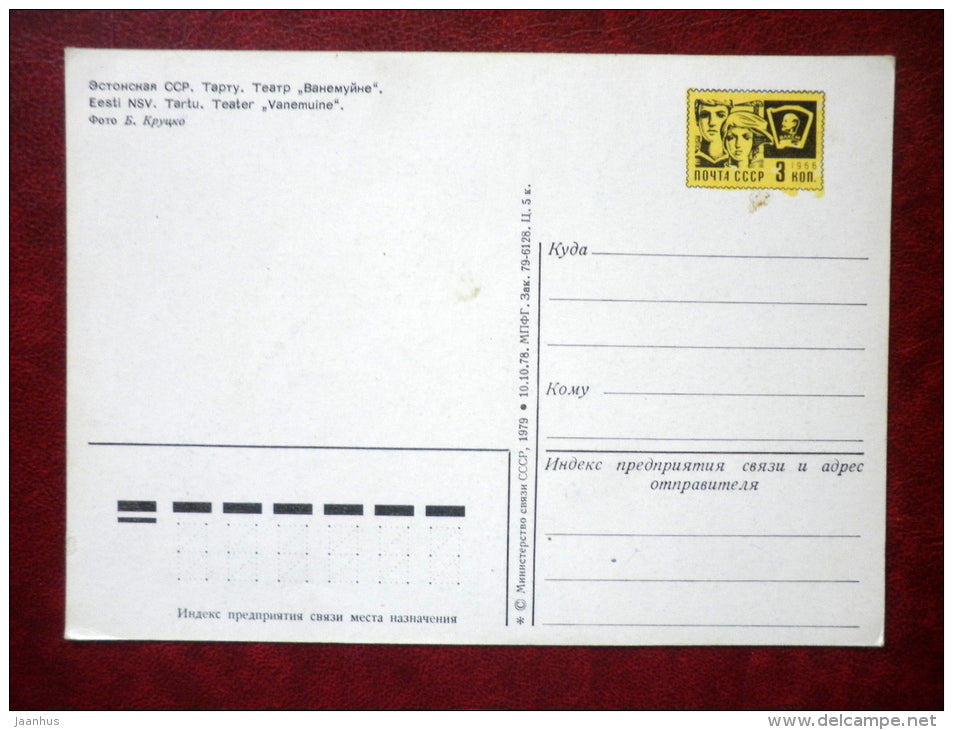 Эстонская ССР. Тарту. Театр „Ванемуйне“.
Eesti NSV. Tartu. Teater „Vanemuine“.
Фото Б. Круцко
1966
ПОЧТА СССР 3 КОП.
Куда
Кому
Индекс предприятия связи и адрес
отправителя
* © Министерство связи СССР, 1979 ● 10.10.78. МПФГ. Зак. 79-6128. Ц. 5 к.
Индекс предприятия связи места назначения
jaanhus
www.delcampe.net